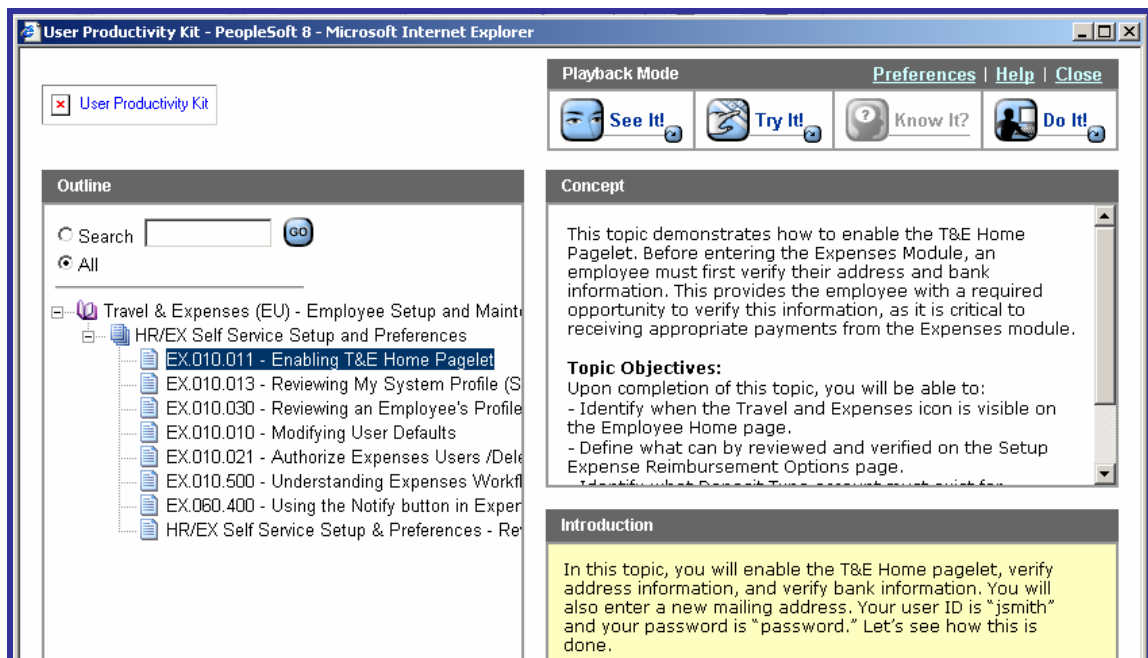 User Productivity Kit - PeopleSoft 8 - Microsoft Internet Explorer
User Productivity Kit
Playback Mode
Preferences | Help | Close
See It!
Try It!
Know It?
Do It!
Outline
Search
GO
All
Travel & Expenses (EU) - Employee Setup and Mainte
HR/EX Self Service Setup and Preferences
EX.010.011 - Enabling T&E Home Pagelet
EX.010.013 - Reviewing My System Profile (S
EX.010.030 - Reviewing an Employee's Profile
EX.010.010 - Modifying User Defaults
EX.010.021 - Authorize Expenses Users /Dele
EX.010.500 - Understanding Expenses Workfl
EX.060.400 - Using the Notify button in Exper
HR/EX Self Service Setup & Preferences - Re
Concept
This topic demonstrates how to enable the T&E Home
Pagelet. Before entering the Expenses Module, an
employee must first verify their address and bank
information. This provides the employee with a required
opportunity to verify this information, as it is critical to
receiving appropriate payments from the Expenses module.
Topic Objectives:
Upon completion of this topic, you will be able to:
- Identify when the Travel and Expenses icon is visible on
the Employee Home page.
- Define what can by reviewed and verified on the Setup
Expense Reimbursement Options page.
- Identify what Deposit Type account must exist for
Introduction
In this topic, you will enable the T&E Home pagelet, verify
address information, and verify bank information. You will
also enter a new mailing address. Your user ID is "jsmith"
and your password is "password." Let's see how this is
done.